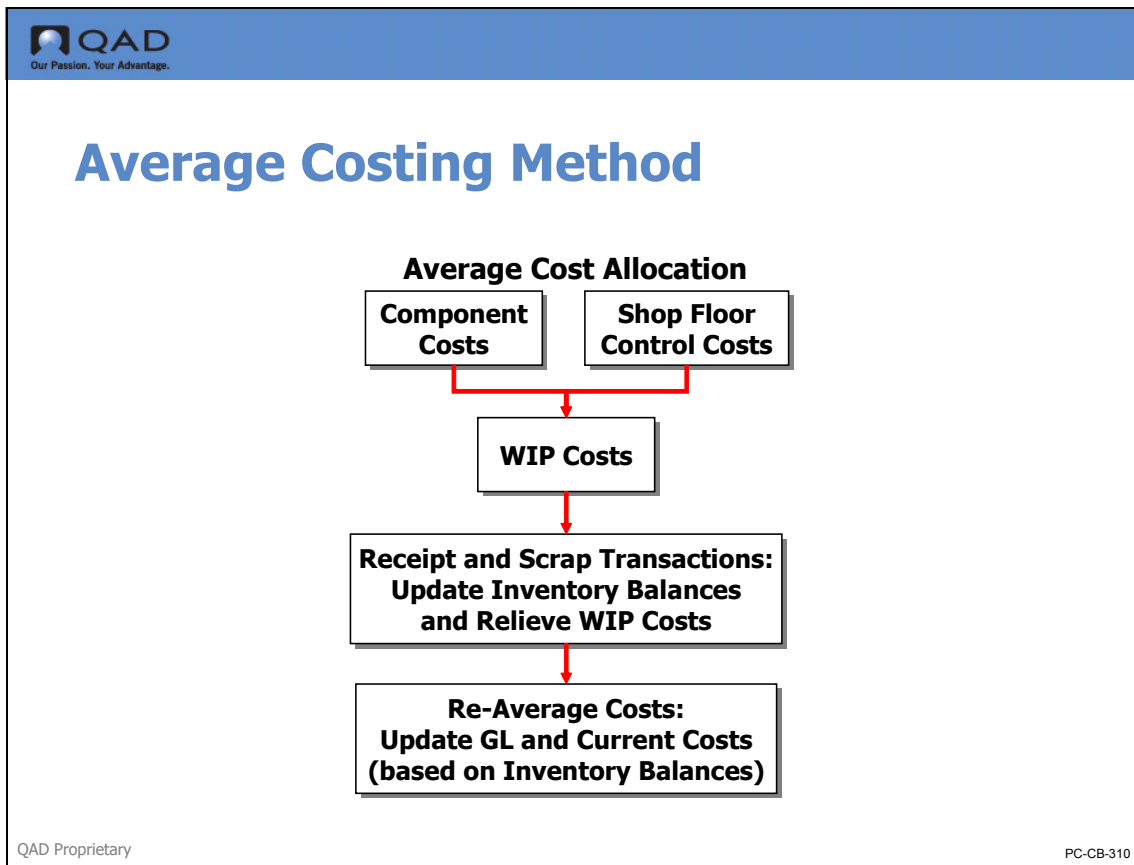 QAD
Our Passion. Your Advantage.
Average Costing Method
Average Cost Allocation
Component
Costs
Shop Floor
Control Costs
WIP Costs
Receipt and Scrap Transactions:
Update Inventory Balances
and Relieve WIP Costs
Re-Average Costs:
Update GL and Current Costs
(based on Inventory Balances)
QAD Proprietary
PC-CB-310